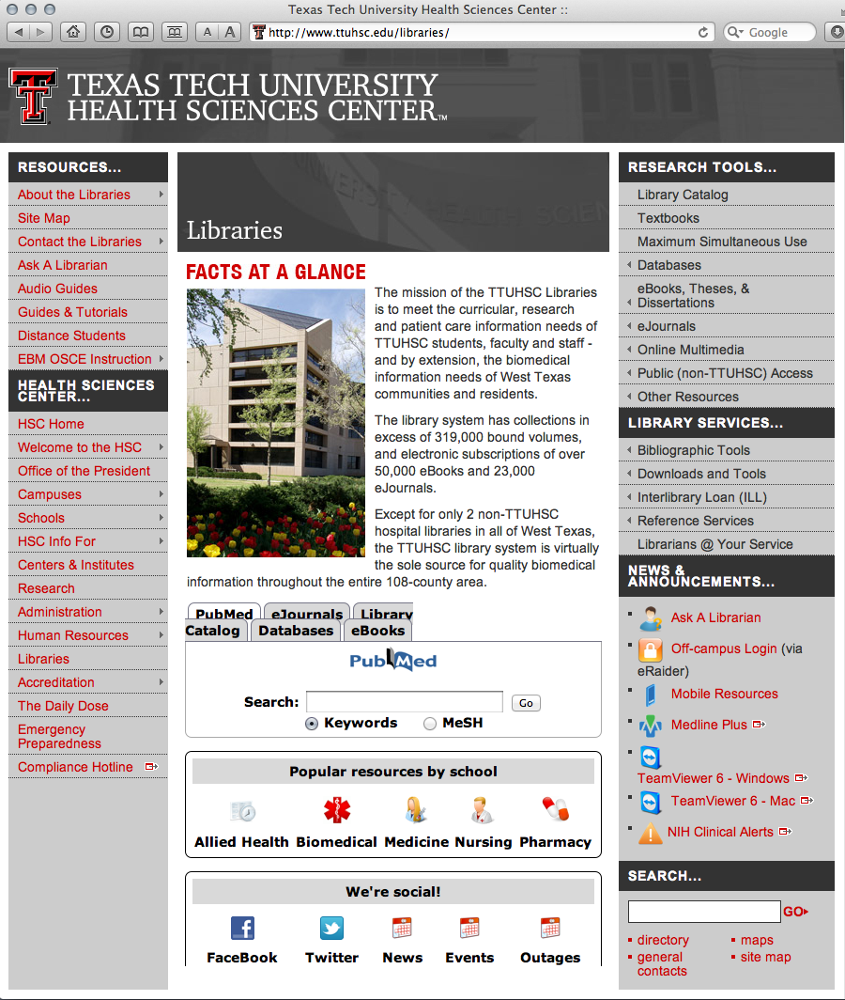 Texas Tech University Health Sciences Center ::
A A
http://www.ttuhsc.edu/libraries/
Google
TEXAS TECH UNIVERSITY
HEALTH SCIENCES CENTER™
RESOURCES...
About the Libraries
Site Map
Contact the Libraries
Ask A Librarian
Audio Guides
Guides & Tutorials
Distance Students
EBM OSCE Instruction
HEALTH SCIENCES
CENTER...
HSC Home
Welcome to the HSC
Office of the President
Campuses
Schools
HSC Info For
Centers & Institutes
Research
Administration
Human Resources
Libraries
Accreditation
The Daily Dose
Emergency
Preparedness
Compliance Hotline
Libraries
FACTS AT A GLANCE
The mission of the TTUHSC Libraries
is to meet the curricular, research
and patient care information needs of
TTUHSC students, faculty and staff -
and by extension, the biomedical
information needs of West Texas
communities and residents.
The library system has collections in
excess of 319,000 bound volumes,
and electronic subscriptions of over
50,000 eBooks and 23,000
eJournals.
Except for only 2 non-TTUHSC
hospital libraries in all of West Texas,
the TTUHSC library system is virtually
the sole source for quality biomedical
information throughout the entire 108-county area.
PubMed eJournals Library
Catalog Databases eBooks
PubMed
Search: Go
Keywords MeSH
Popular resources by school
Allied Health Biomedical Medicine Nursing Pharmacy
We're social!
FaceBook Twitter News Events Outages
RESEARCH TOOLS...
Library Catalog
Textbooks
Maximum Simultaneous Use
Databases
eBooks, Theses, &
Dissertations
eJournals
Online Multimedia
Public (non-TTUHSC) Access
Other Resources
LIBRARY SERVICES...
Bibliographic Tools
Downloads and Tools
Interlibrary Loan (ILL)
Reference Services
Librarians @ Your Service
NEWS &
ANNOUNCEMENTS...
Ask A Librarian
Off-campus Login (via
eRaider)
Mobile Resources
Medline Plus
TeamViewer 6 - Windows
TeamViewer 6 - Mac
NIH Clinical Alerts
SEARCH...
GO
directory
general
contacts
maps
site map